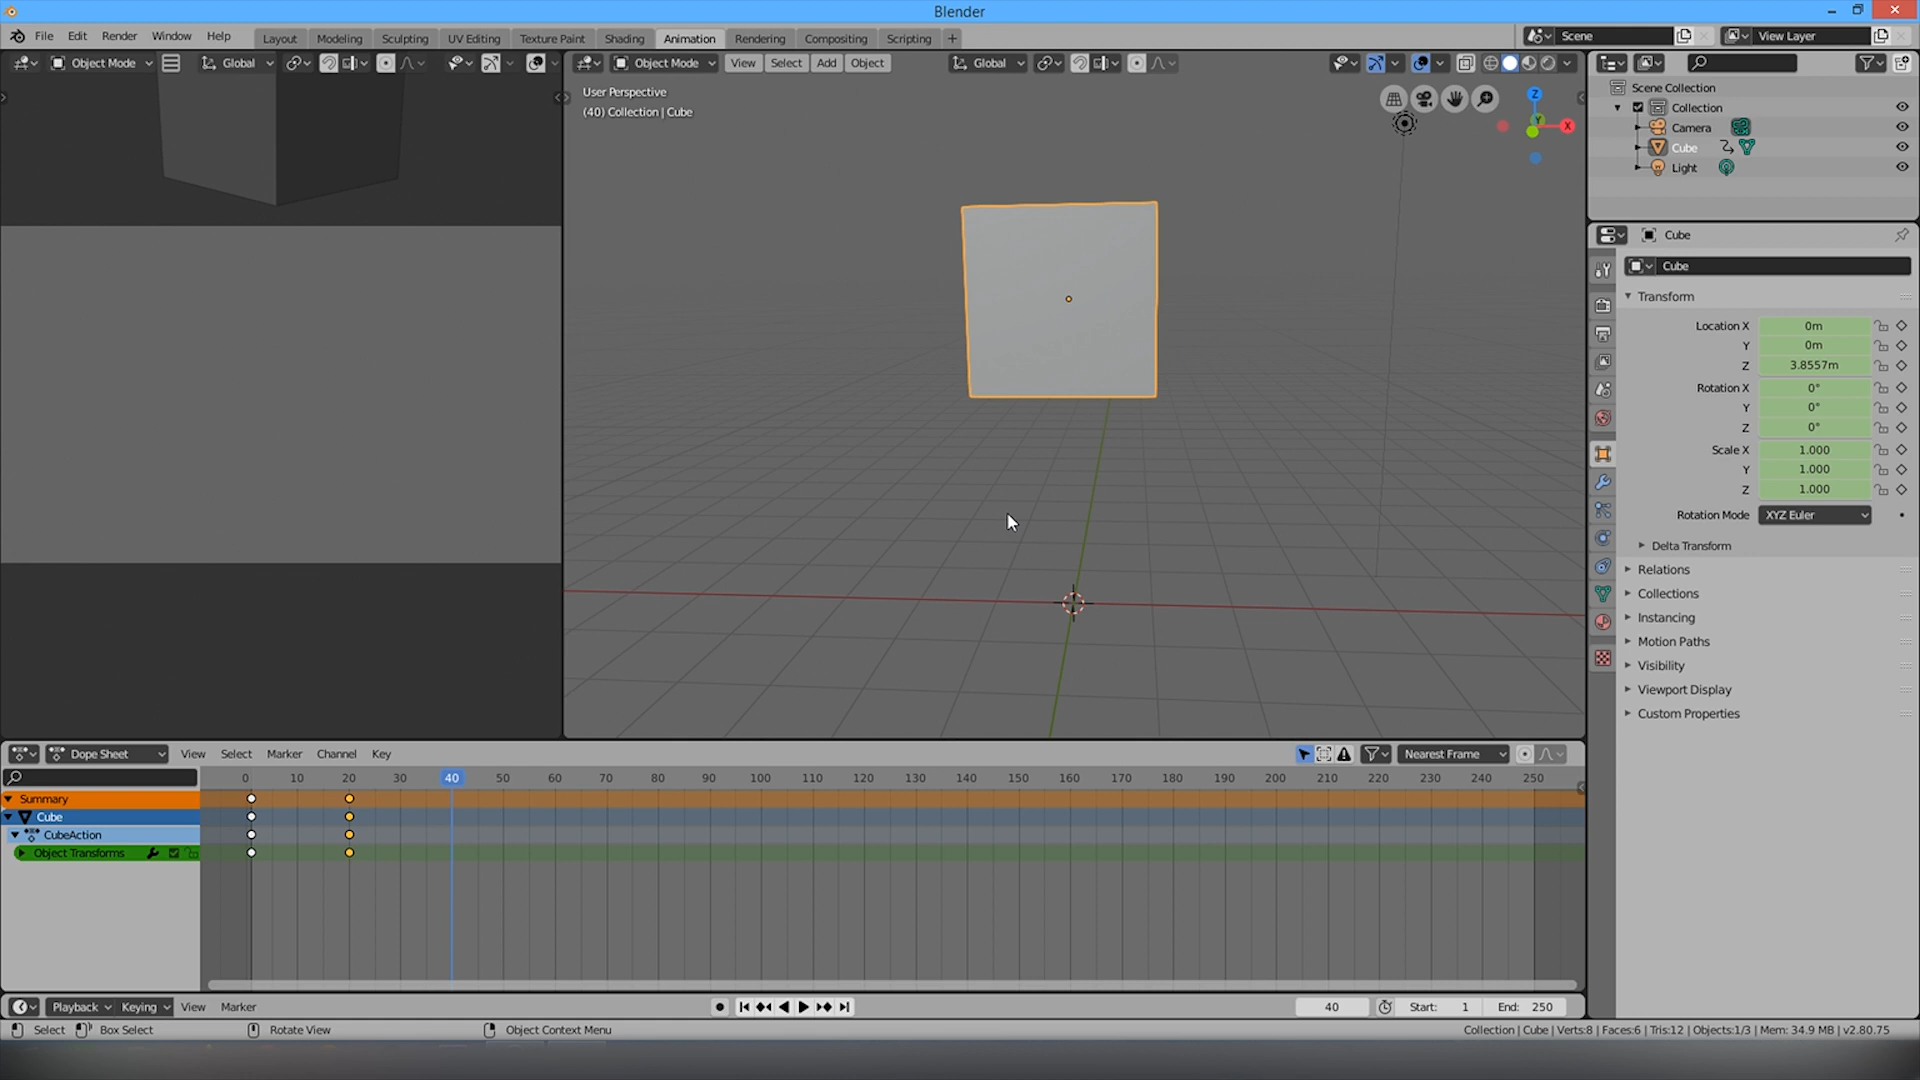 Blender
File Edit Render Window Help Layout Modeling Sculpting UV Editing Texture Paint Shading Animation Rendering Compositing Scripting + Scene View Layer
Object Mode Global
Object Mode View Select Add Object Global
User Perspective
(40) Collection | Cube
Z
Y
X
Scene Collection
Collection
Camera
Cube
Light
Cube
Cube
Transform
Location X 0m
Y 0m
Z 3.8557m
Rotation X 0°
Y 0°
Z 0°
Scale X 1.000
Y 1.000
Z 1.000
Rotation Mode XYZ Euler
Delta Transform
Relations
Collections
Instancing
Motion Paths
Visibility
Viewport Display
Custom Properties
Dope Sheet View Select Marker Channel Key Nearest Frame
0 10 20 30 40 50 60 70 80 90 100 110 120 130 140 150 160 170 180 190 200 210 220 230 240 250
Summary
Cube
CubeAction
Object Transforms
Playback Keying View Marker 40 Start: 1 End: 250
Select Box Select Rotate View Object Context Menu Collection | Cube | Verts:8 | Faces:6 | Tris:12 | Objects:1/3 | Mem: 34.9 MB | v2.80.75